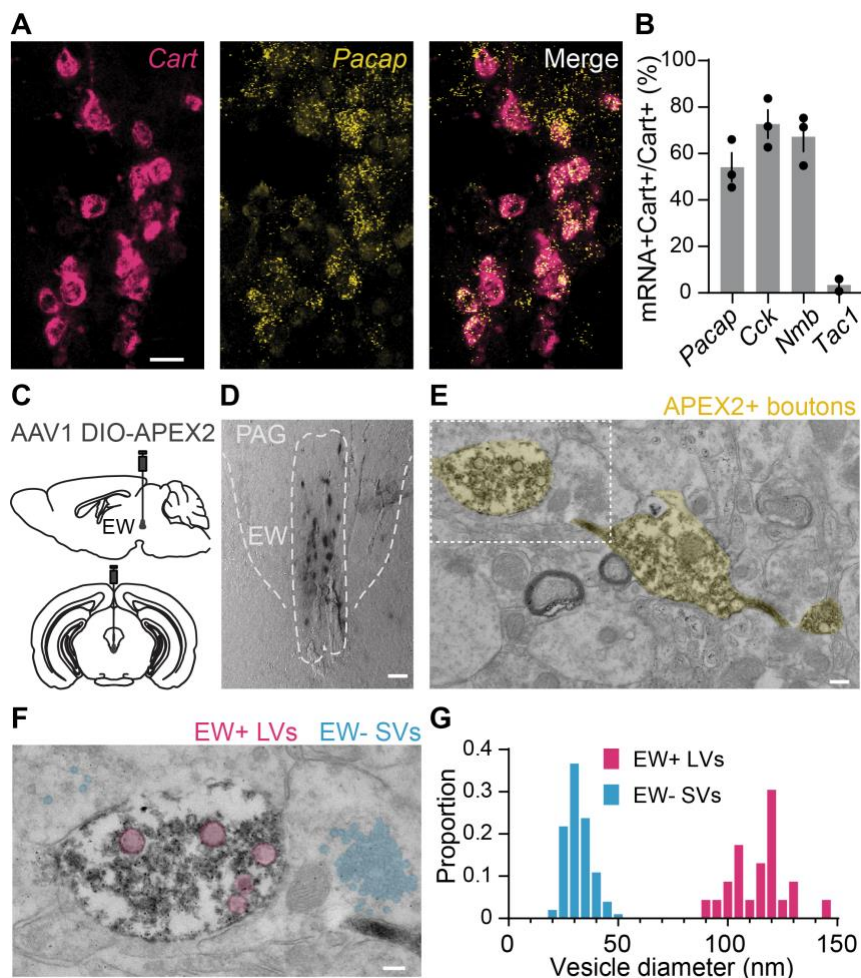 A
Cart
Pacap
Merge
B
mRNA+Cart+/Cart+ (%)
100
80
60
40
20
0
Pacap
Cck
Nmb
Tac1
C
AAV1 DIO-APEX2
EW
D
PAG
EW
E
APEX2+ boutons
F
EW+ LVs EW- SVs
G
EW+ LVs
EW- SVs
Proportion
0.4
0.3
0.2
0.1
0
0 50 100 150
Vesicle diameter (nm)